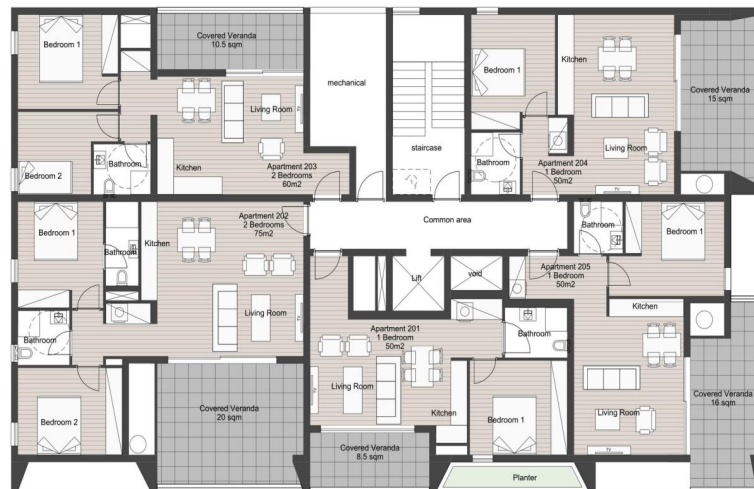 Bedroom 1
Covered Veranda
10.5 sqm
mechanical
Living Room
Kitchen
Bathroom
Bedroom 2
Apartment 203
2 Bedrooms
60m2
staircase
Bedroom 1
Kitchen
Covered Veranda
15 sqm
Living Room
Bathroom
Apartment 204
1 Bedroom
50m2
TV
Common area
Apartment 202
2 Bedrooms
75m2
Bedroom 1
Kitchen
Bathroom
Living Room
Bathroom
Bedroom 2
Covered Veranda
20 sqm
Lift
void
Apartment 201
1 Bedroom
50m2
Bathroom
Living Room
Kitchen
Bedroom 1
Covered Veranda
8.5 sqm
Planter
Bathroom
Bedroom 1
Apartment 205
1 Bedroom
50m2
Kitchen
Living Room
TV
Covered Veranda
16 sqm